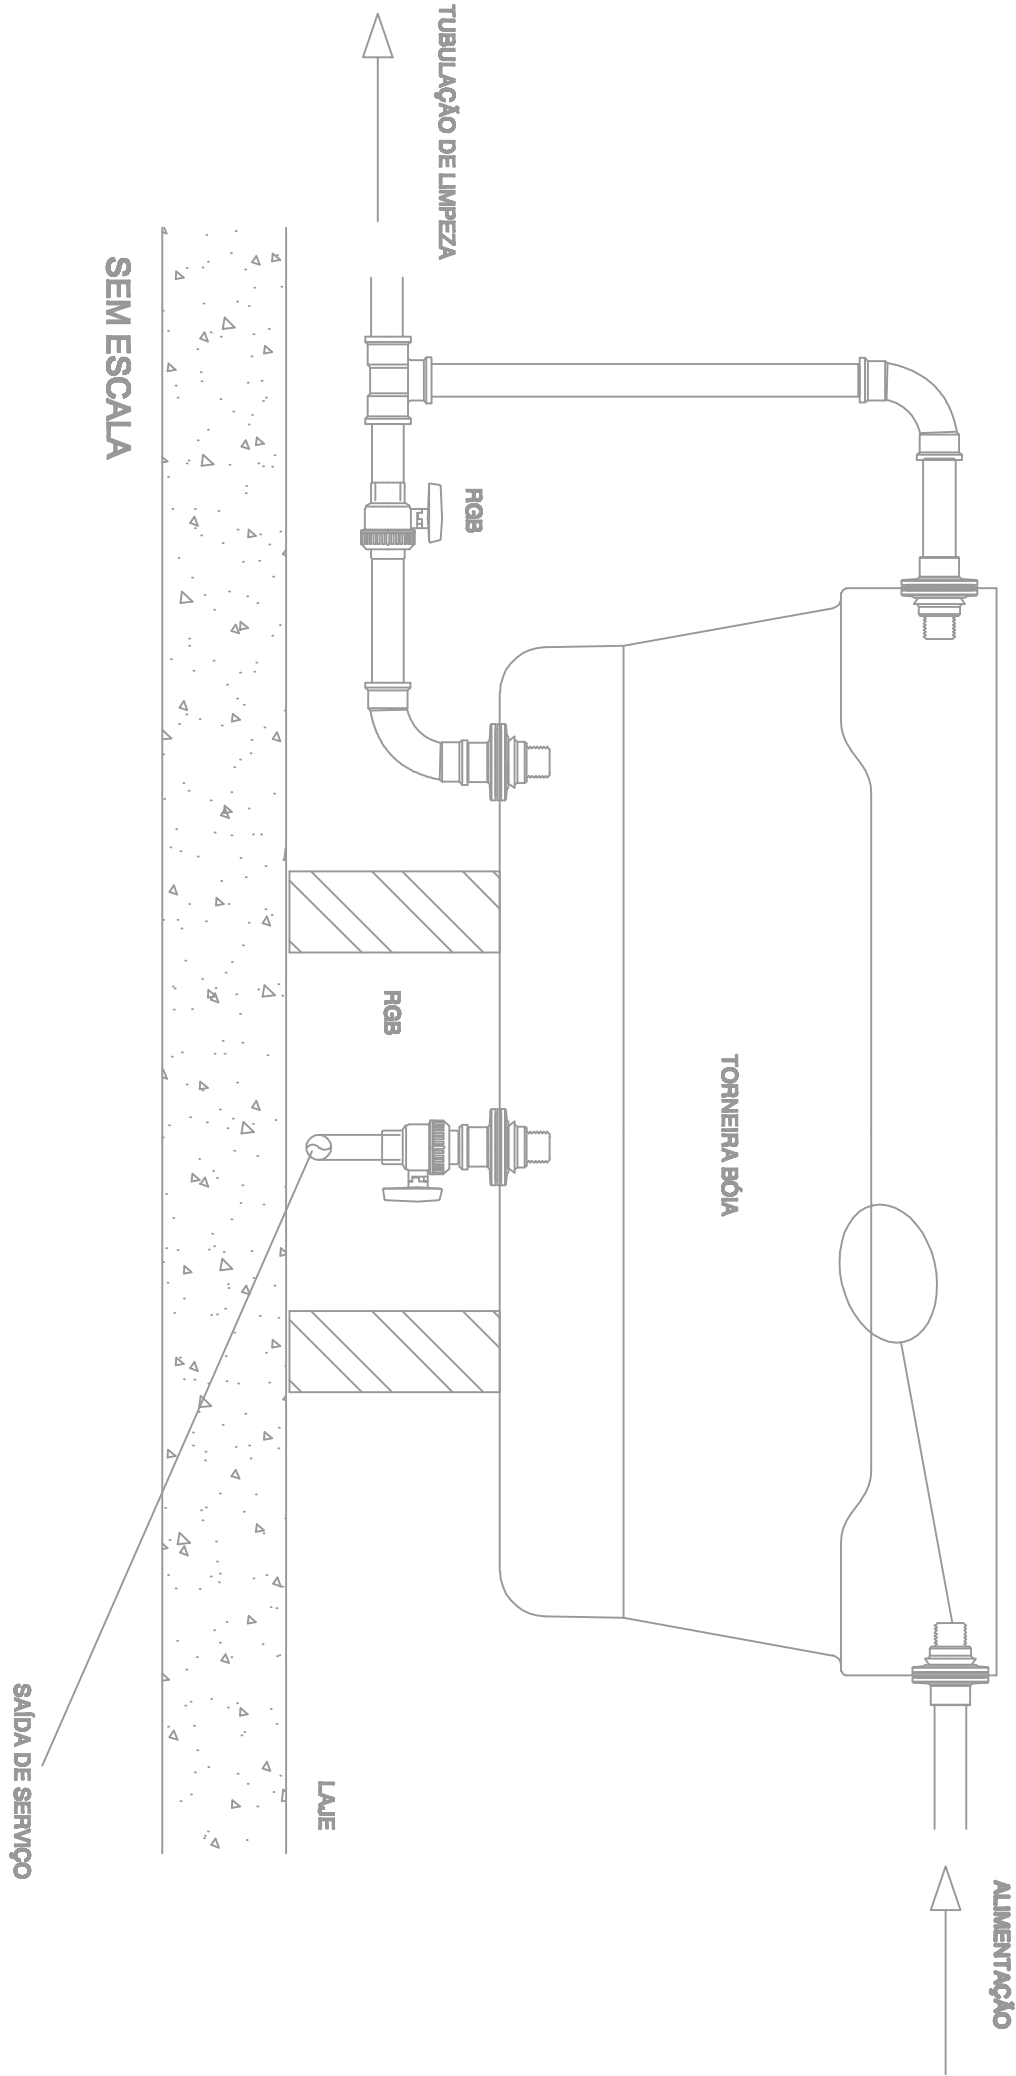 ALIMENTAÇÃO
TUBULAÇÃO DE LIMPEZA
RGB
TORNEIRA BÓIA
RGB
LAJE
SEM ESCALA
SAÍDA DE SERVIÇO